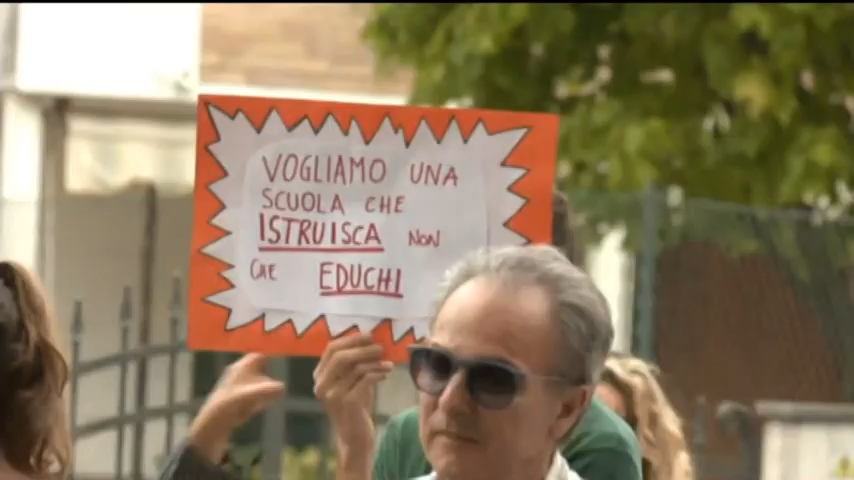 VOGLIAMO UNA
SCUOLA CHE
ISTRUISCA NON
CHE EDUCHI